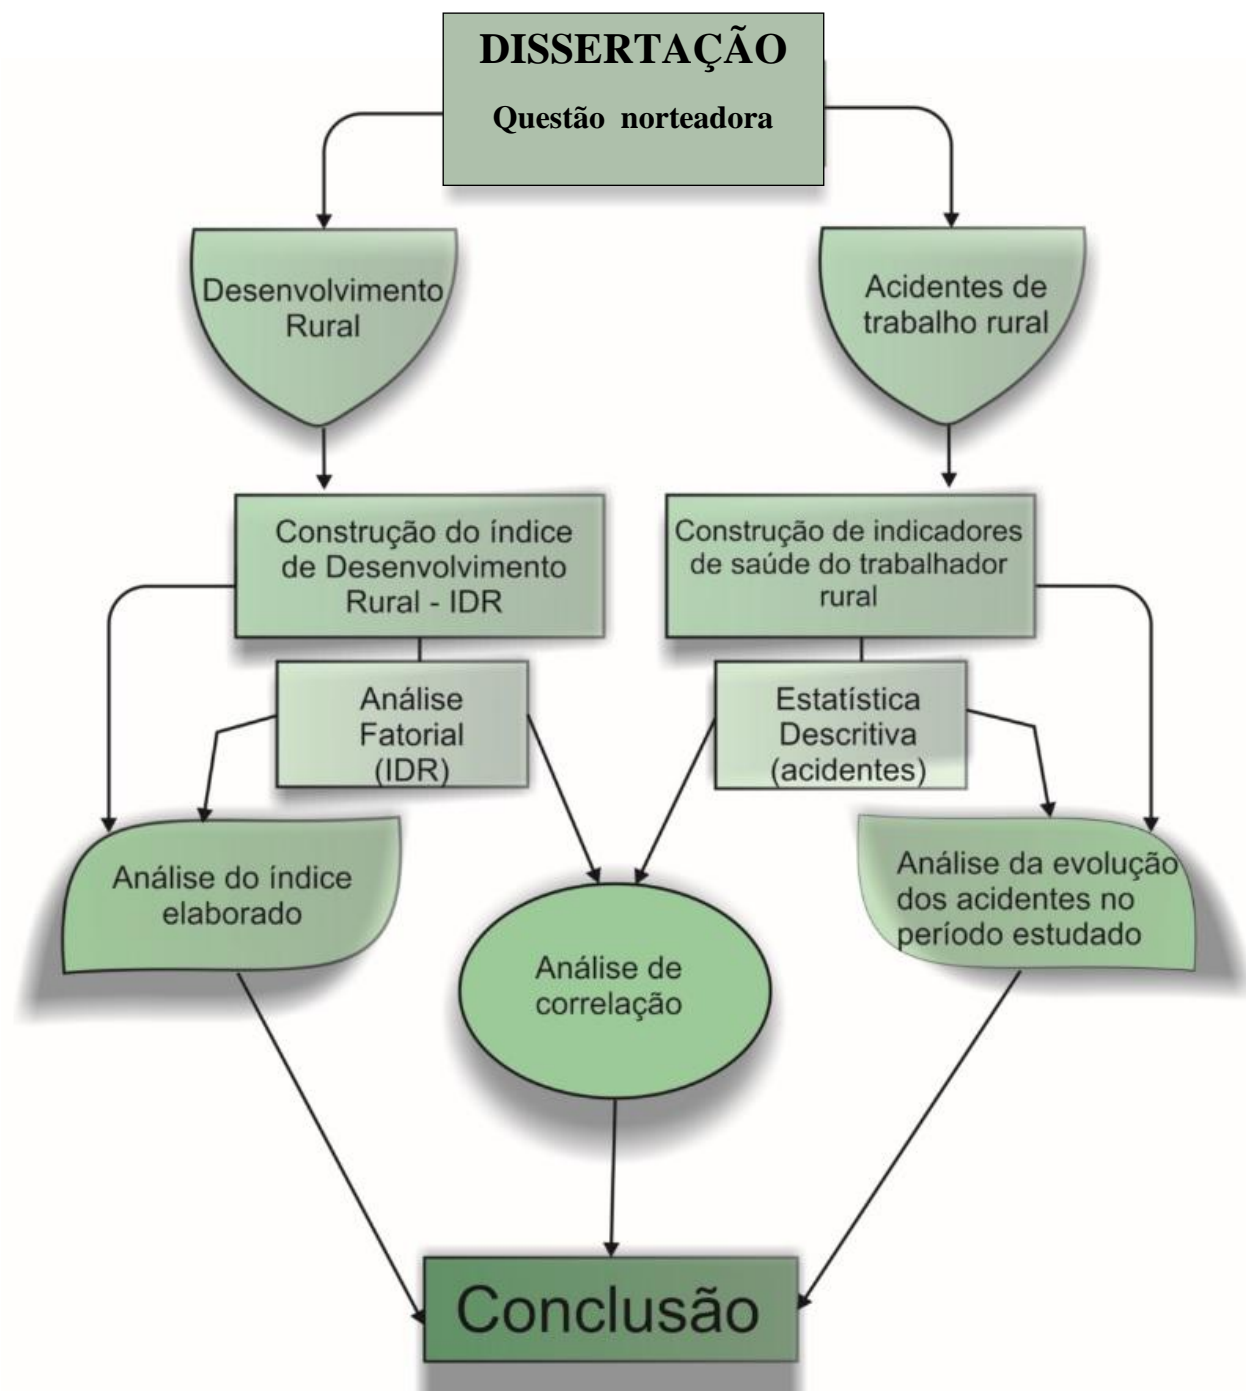 DISSERTAÇÃO
Questão norteadora
Desenvolvimento
Rural
Acidentes de
trabalho rural
Construção do índice
de Desenvolvimento
Rural - IDR
Construção de indicadores
de saúde do trabalhador
rural
Análise
Fatorial
(IDR)
Estatística
Descritiva
(acidentes)
Análise do índice
elaborado
Análise de
correlação
Análise da evolução
dos acidentes no
período estudado
Conclusão